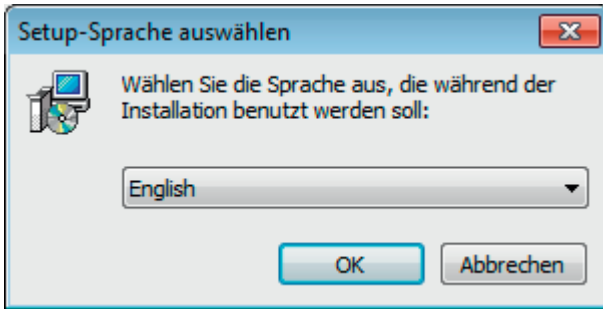 Setup-Sprache auswählen
Wählen Sie die Sprache aus, die während der
Installation benutzt werden soll:
English
OK
Abbrechen